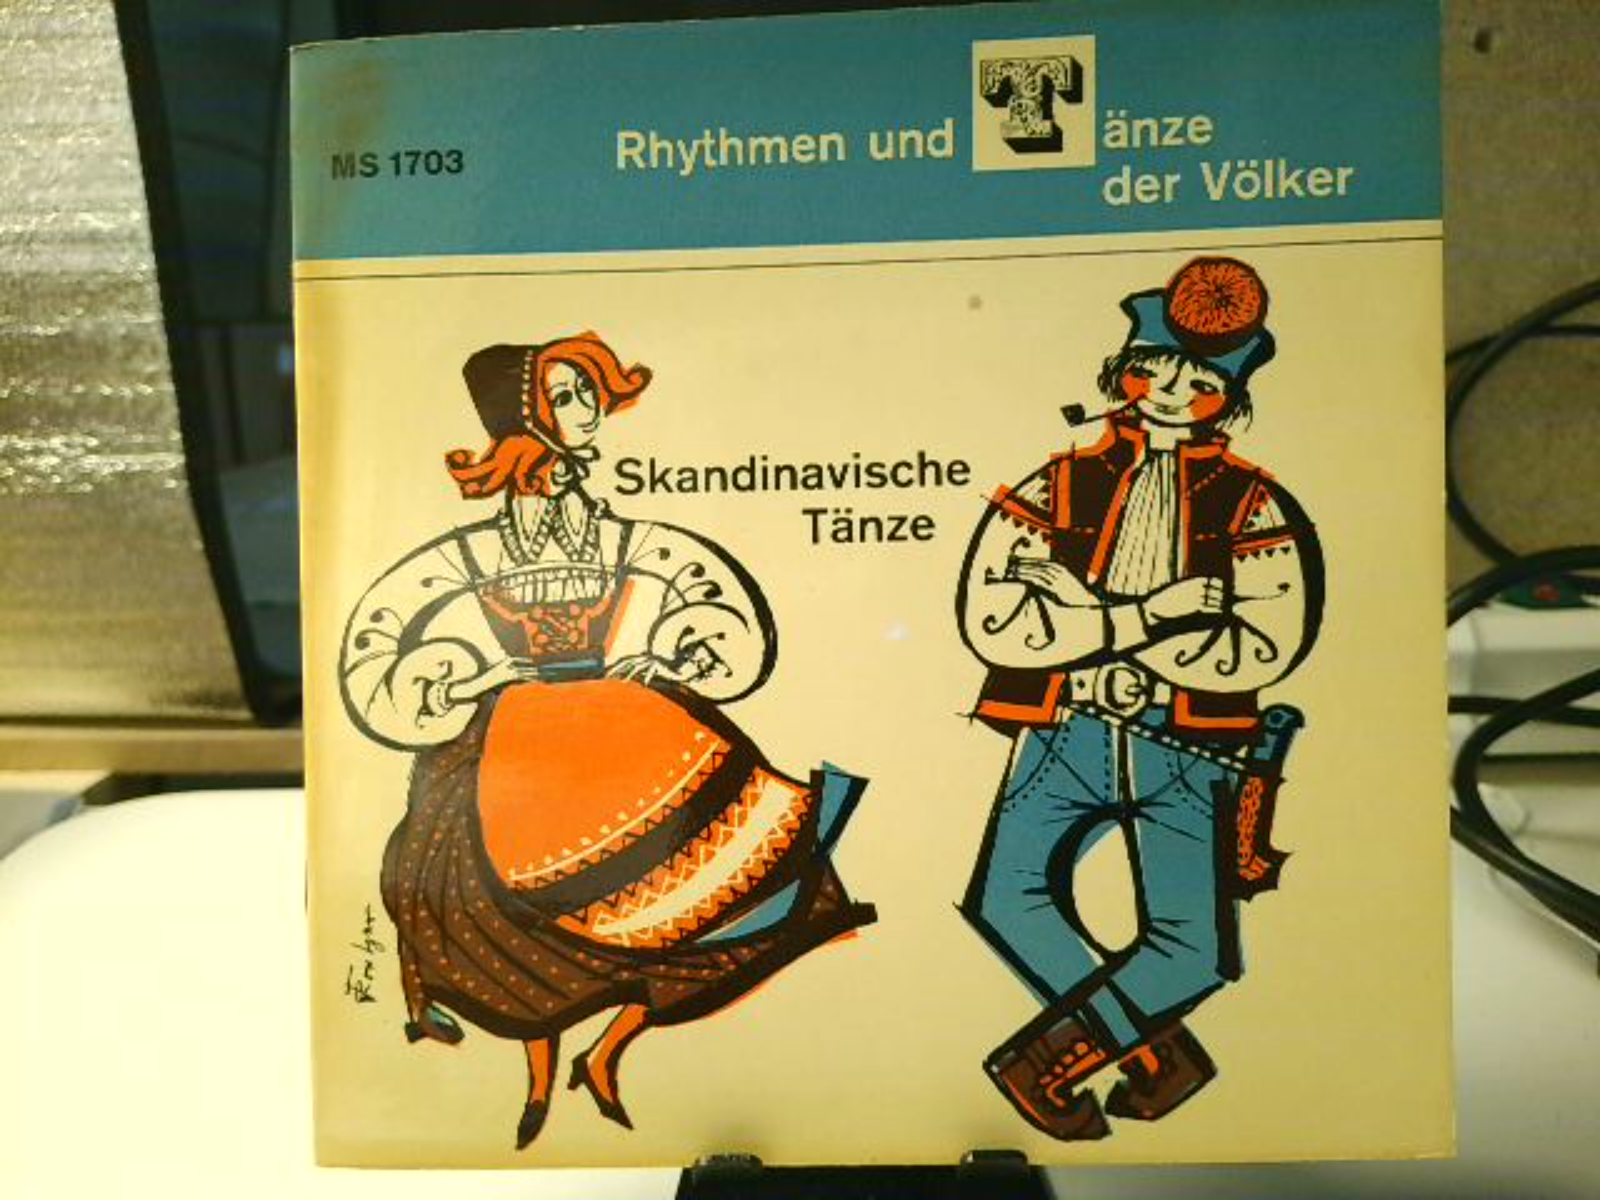 MS 1703
Rhythmen und Tänze
der Völker
Skandinavische
Tänze